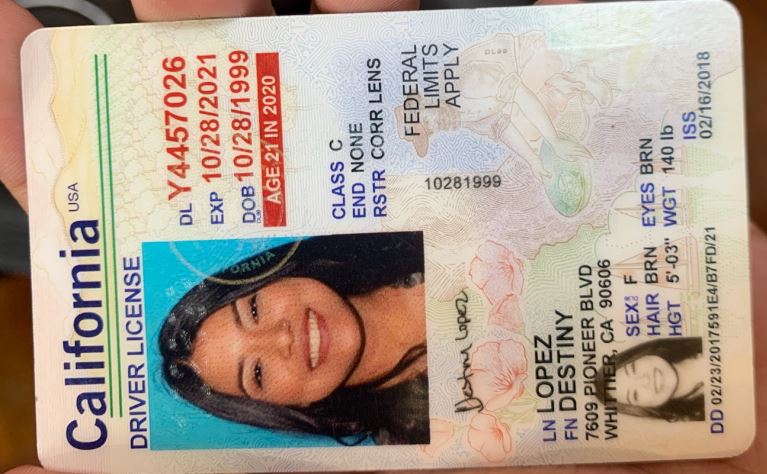 California USA
DRIVER LICENSE
DL Y4457026
EXP 10/28/2021
DOB 10/28/1999
AGE 21 IN 2020
CLASS C
END NONE
RSTR CORR LENS
FEDERAL
LIMITS
APPLY
10281999
Destiny Lopez
LN LOPEZ
FN DESTINY
7609 PIONEER BLVD
WHITTIER, CA 90606
SEX F
HAIR BRN EYES BRN
HGT 5'-03" WGT 140 lb
ISS
02/16/2018
DD 02/23/2017591E4/B7FD/21